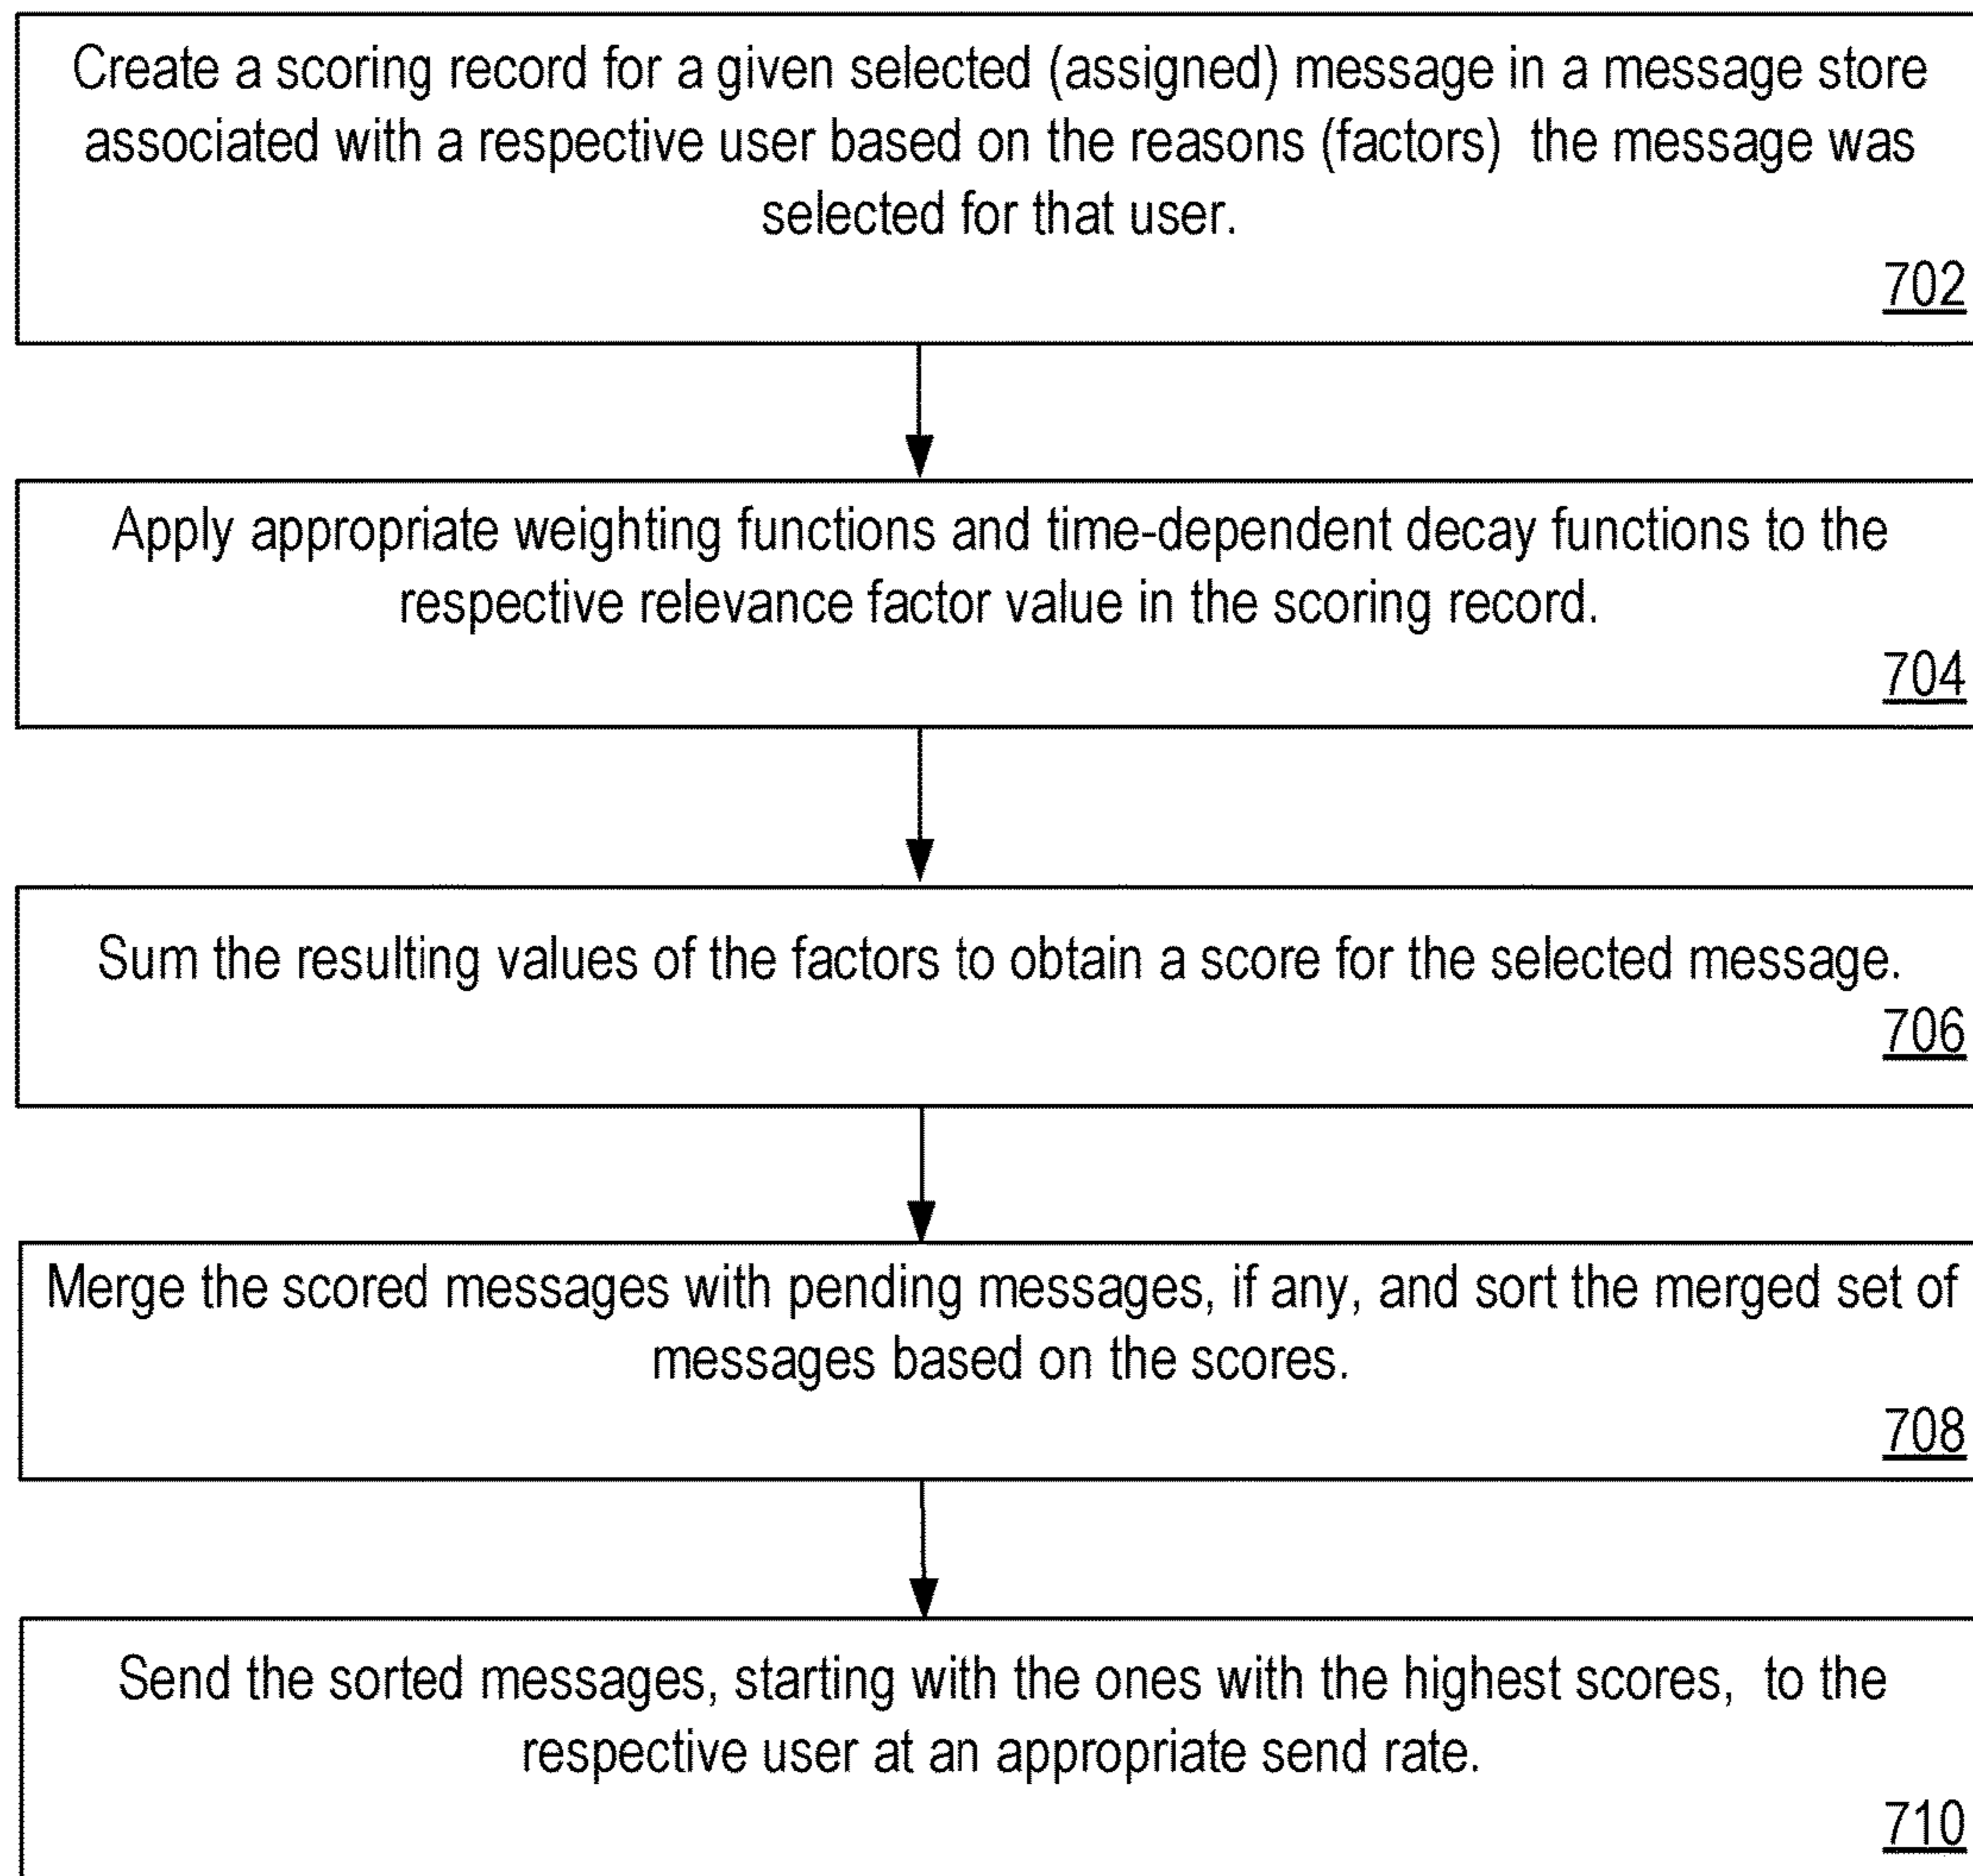 Create a scoring record for a given selected (assigned) message in a message store
associated with a respective user based on the reasons (factors)  the message was
selected for that user.
702
Apply appropriate weighting functions and time-dependent decay functions to the
respective relevance factor value in the scoring record.
704
Sum the resulting values of the factors to obtain a score for the selected message.
706
Merge the scored messages with pending messages, if any, and sort the merged set of
messages based on the scores.
708
Send the sorted messages, starting with the ones with the highest scores,  to the
respective user at an appropriate send rate.
710